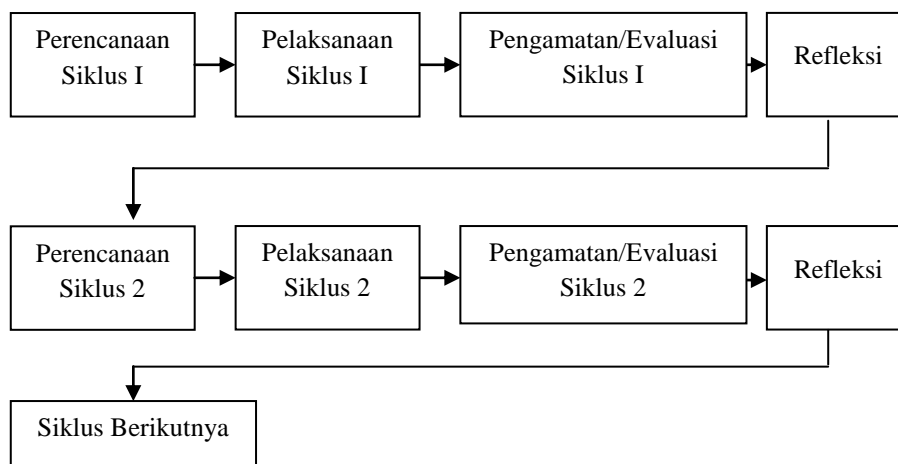 Perencanaan
Siklus I
Pelaksanaan
Siklus I
Pengamatan/Evaluasi
Siklus I
Refleksi
Perencanaan
Siklus 2
Pelaksanaan
Siklus 2
Pengamatan/Evaluasi
Siklus 2
Refleksi
Siklus Berikutnya